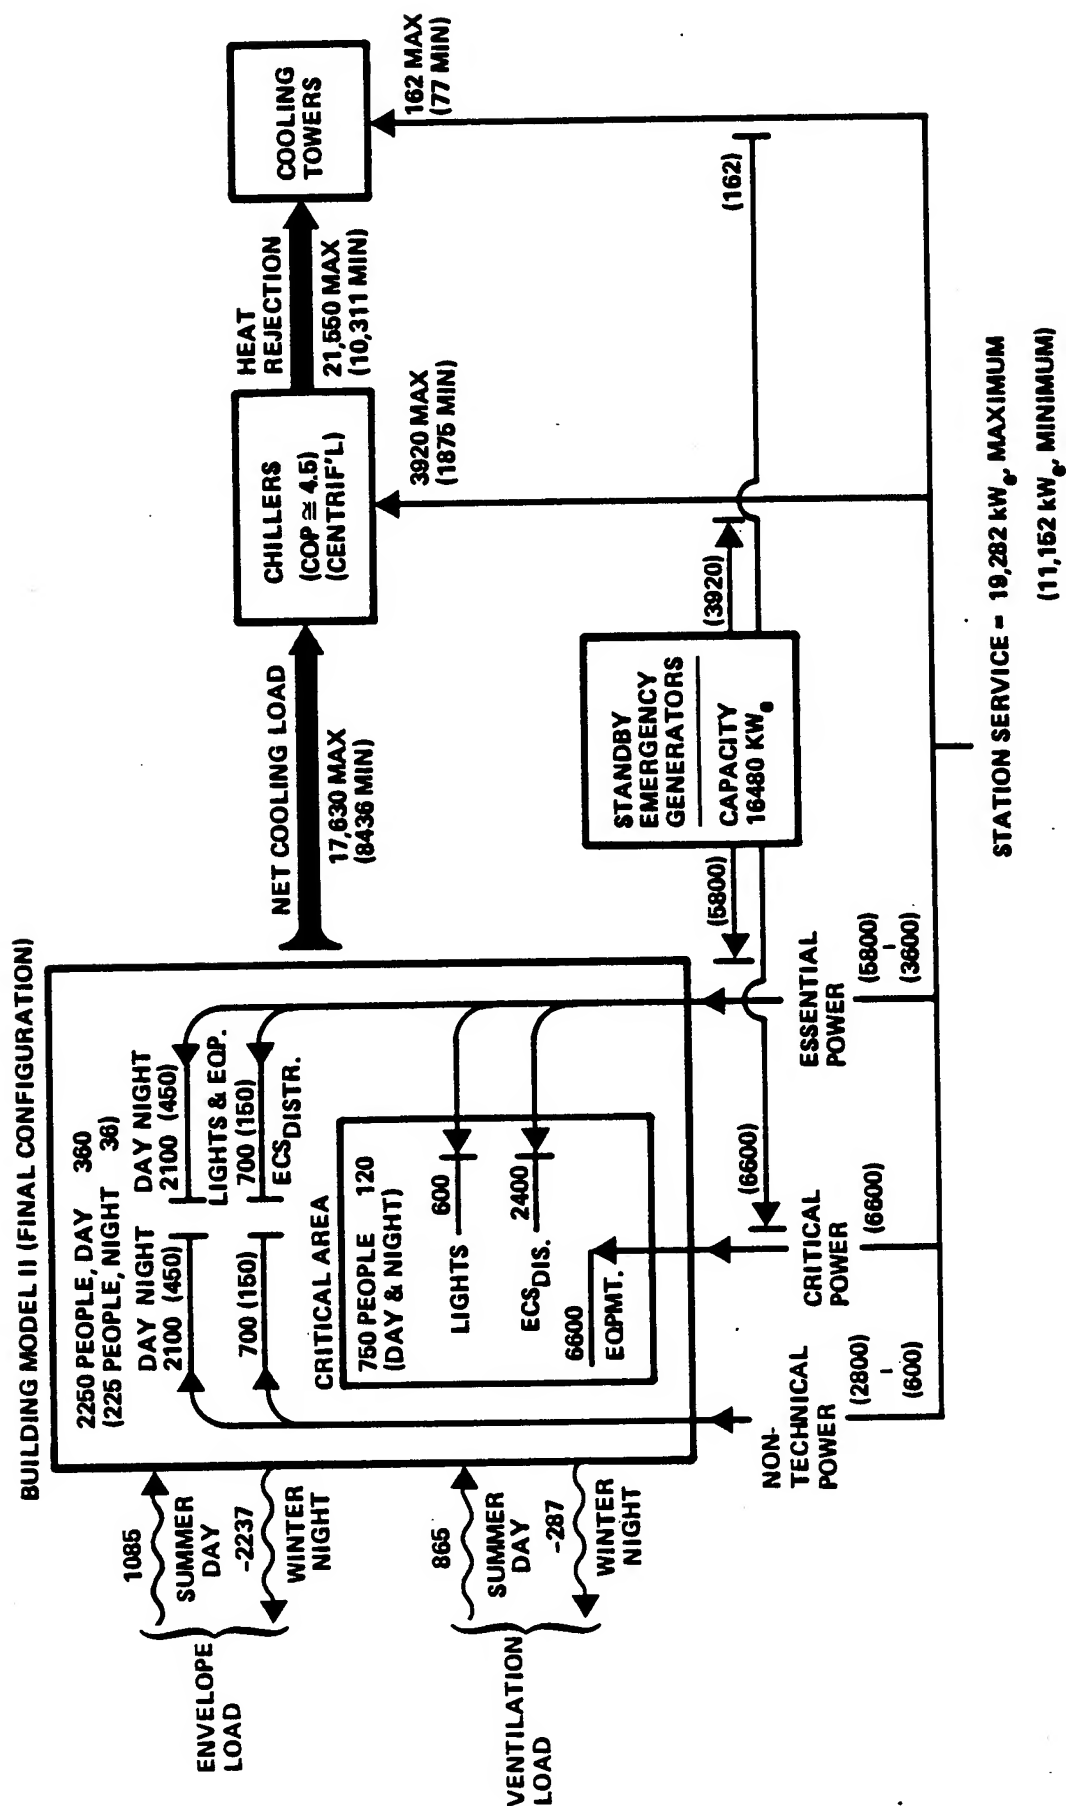 BUILDING MODEL II (FINAL CONFIGURATION)
2250 PEOPLE, DAY 360
(225 PEOPLE, NIGHT 36)
DAY NIGHT
2100 (450)
DAY NIGHT
2100 (450)
LIGHTS & EQP.
700 (150)
700 (150)
ECS DISTR.
CRITICAL AREA
750 PEOPLE 120
(DAY & NIGHT)
LIGHTS 600
ECS DIS. 2400
6600
EQPMT.
ENVELOPE
LOAD
1085
SUMMER
DAY
-2237
WINTER
NIGHT
VENTILATION
LOAD
865
SUMMER
DAY
-287
WINTER
NIGHT
NET COOLING LOAD
17,630 MAX
(8436 MIN)
CHILLERS
(COP ≅ 4.5)
(CENTRIF'L)
HEAT
REJECTION
21,550 MAX
(10,311 MIN)
COOLING
TOWERS
3920 MAX
(1875 MIN)
162 MAX
(77 MIN)
STANDBY
EMERGENCY
GENERATORS
CAPACITY
16480 KWe
(5800)
(3920)
(6600)
(162)
NON-
TECHNICAL
POWER
(2800)
(600)
CRITICAL
POWER
(6600)
ESSENTIAL
POWER
(5800)
(3600)
STATION SERVICE = 19,282 kWe, MAXIMUM
(11,152 kWe, MINIMUM)